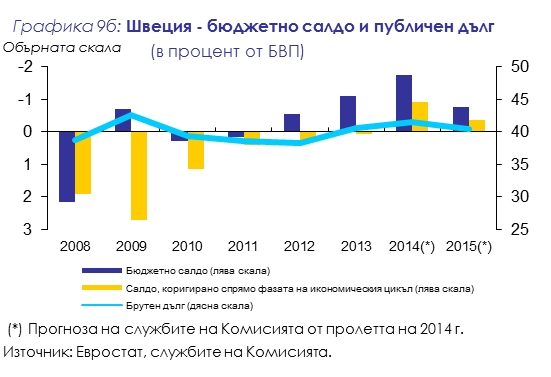 Графика 9б: Швеция - бюджетно салдо и публичен дълг
Обърната скала
(в процент от БВП)
-2 50
-1 45
0 40
1 35
2 30
3 25
2008 2009 2010 2011 2012 2013 2014(*) 2015(*)
Бюджетно салдо (лява скала)
Салдо, коригирано спрямо фазата на икономическия цикъл (лява скала)
Брутен дълг (дясна скала)
(*) Прогноза на службите на Комисията от пролетта на 2014 г.
Източник: Евростат, службите на Комисията.